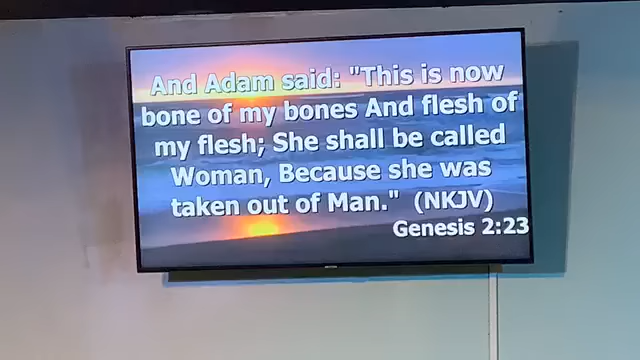 And Adam said: "This is now
bone of my bones And flesh of
my flesh; She shall be called
Woman, Because she was
taken out of Man." (NKJV)
Genesis 2:23